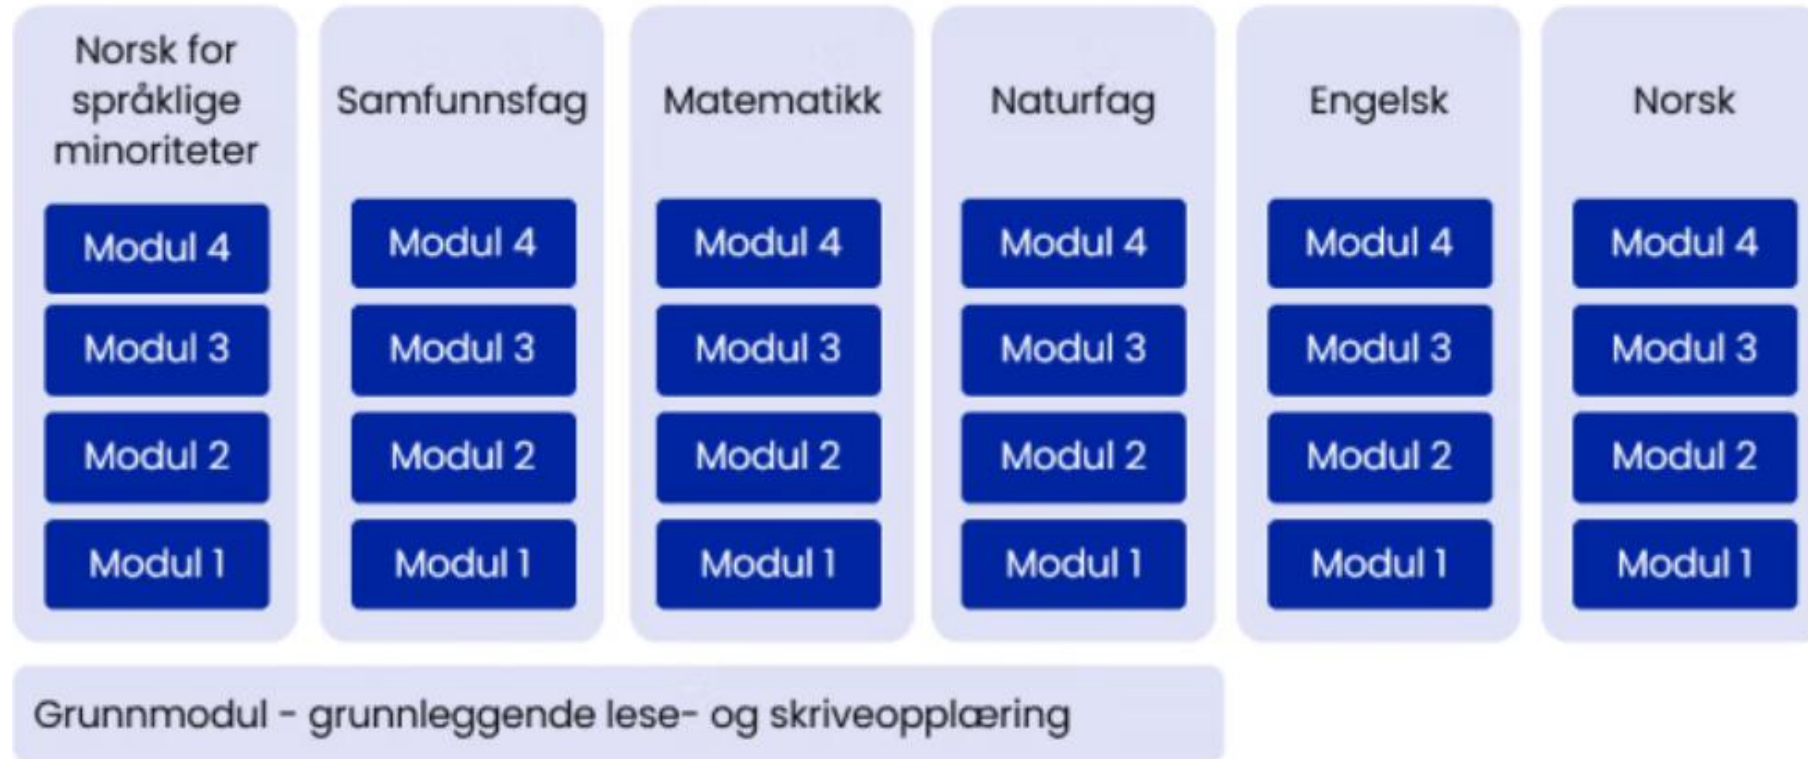 Norsk for
språklige
minoriteter
Modul 4
Modul 3
Modul 2
Modul 1
Samfunnsfag
Modul 4
Modul 3
Modul 2
Modul 1
Matematikk
Modul 4
Modul 3
Modul 2
Modul 1
Naturfag
Modul 4
Modul 3
Modul 2
Modul 1
Engelsk
Modul 4
Modul 3
Modul 2
Modul 1
Norsk
Modul 4
Modul 3
Modul 2
Modul 1
Grunnmodul - grunnleggende lese- og skriveopplæring